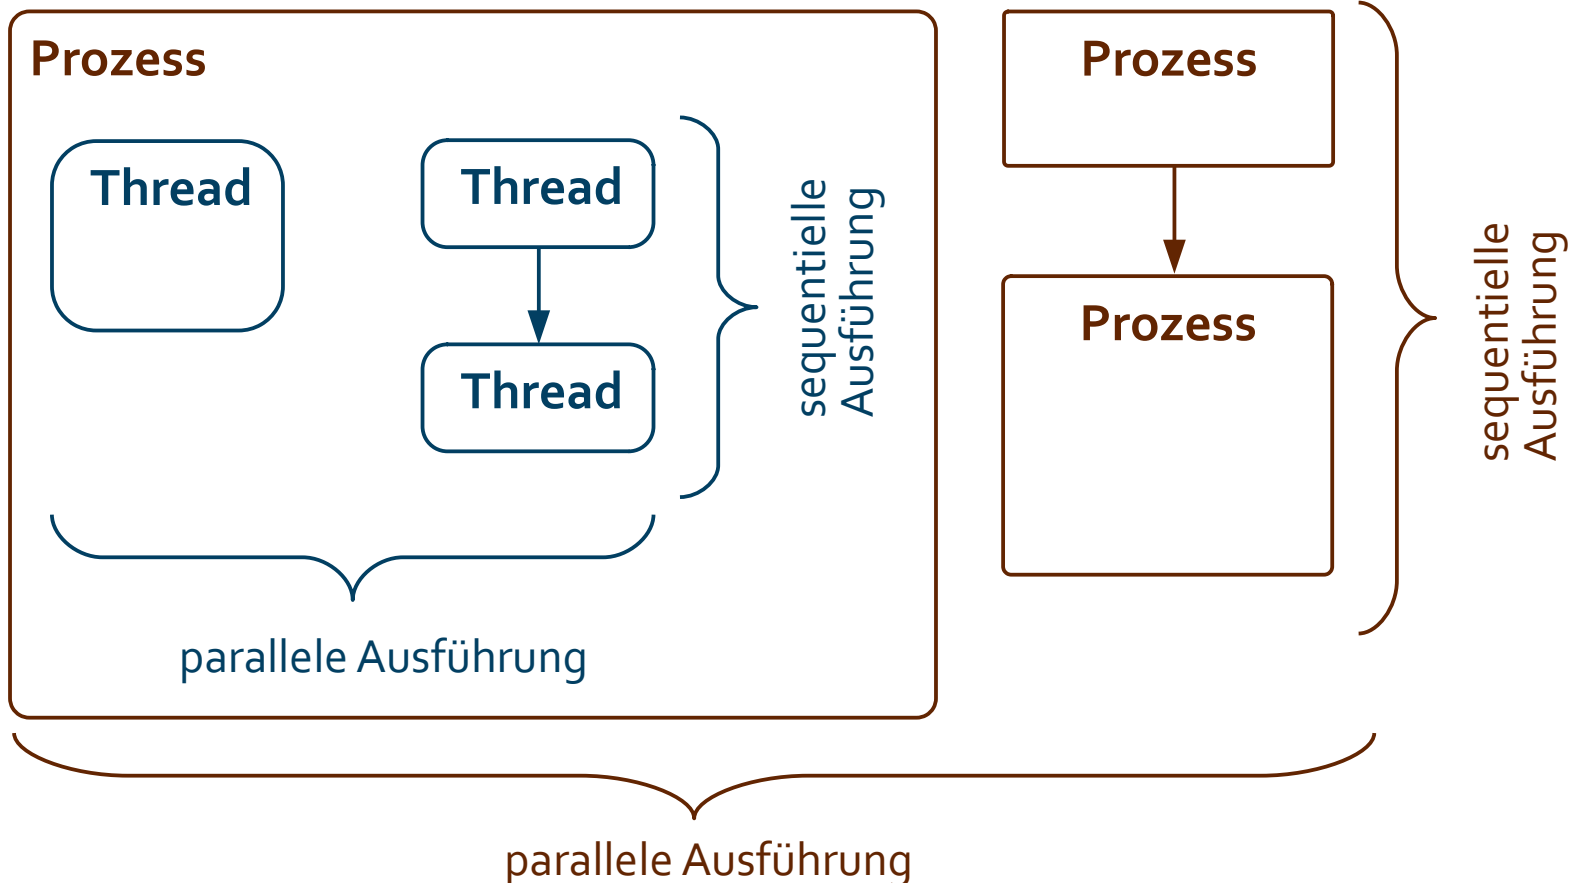 Prozess
Thread
Thread
Thread
sequentielle
Ausführung
parallele Ausführung
Prozess
Prozess
sequentielle
Ausführung
parallele Ausführung